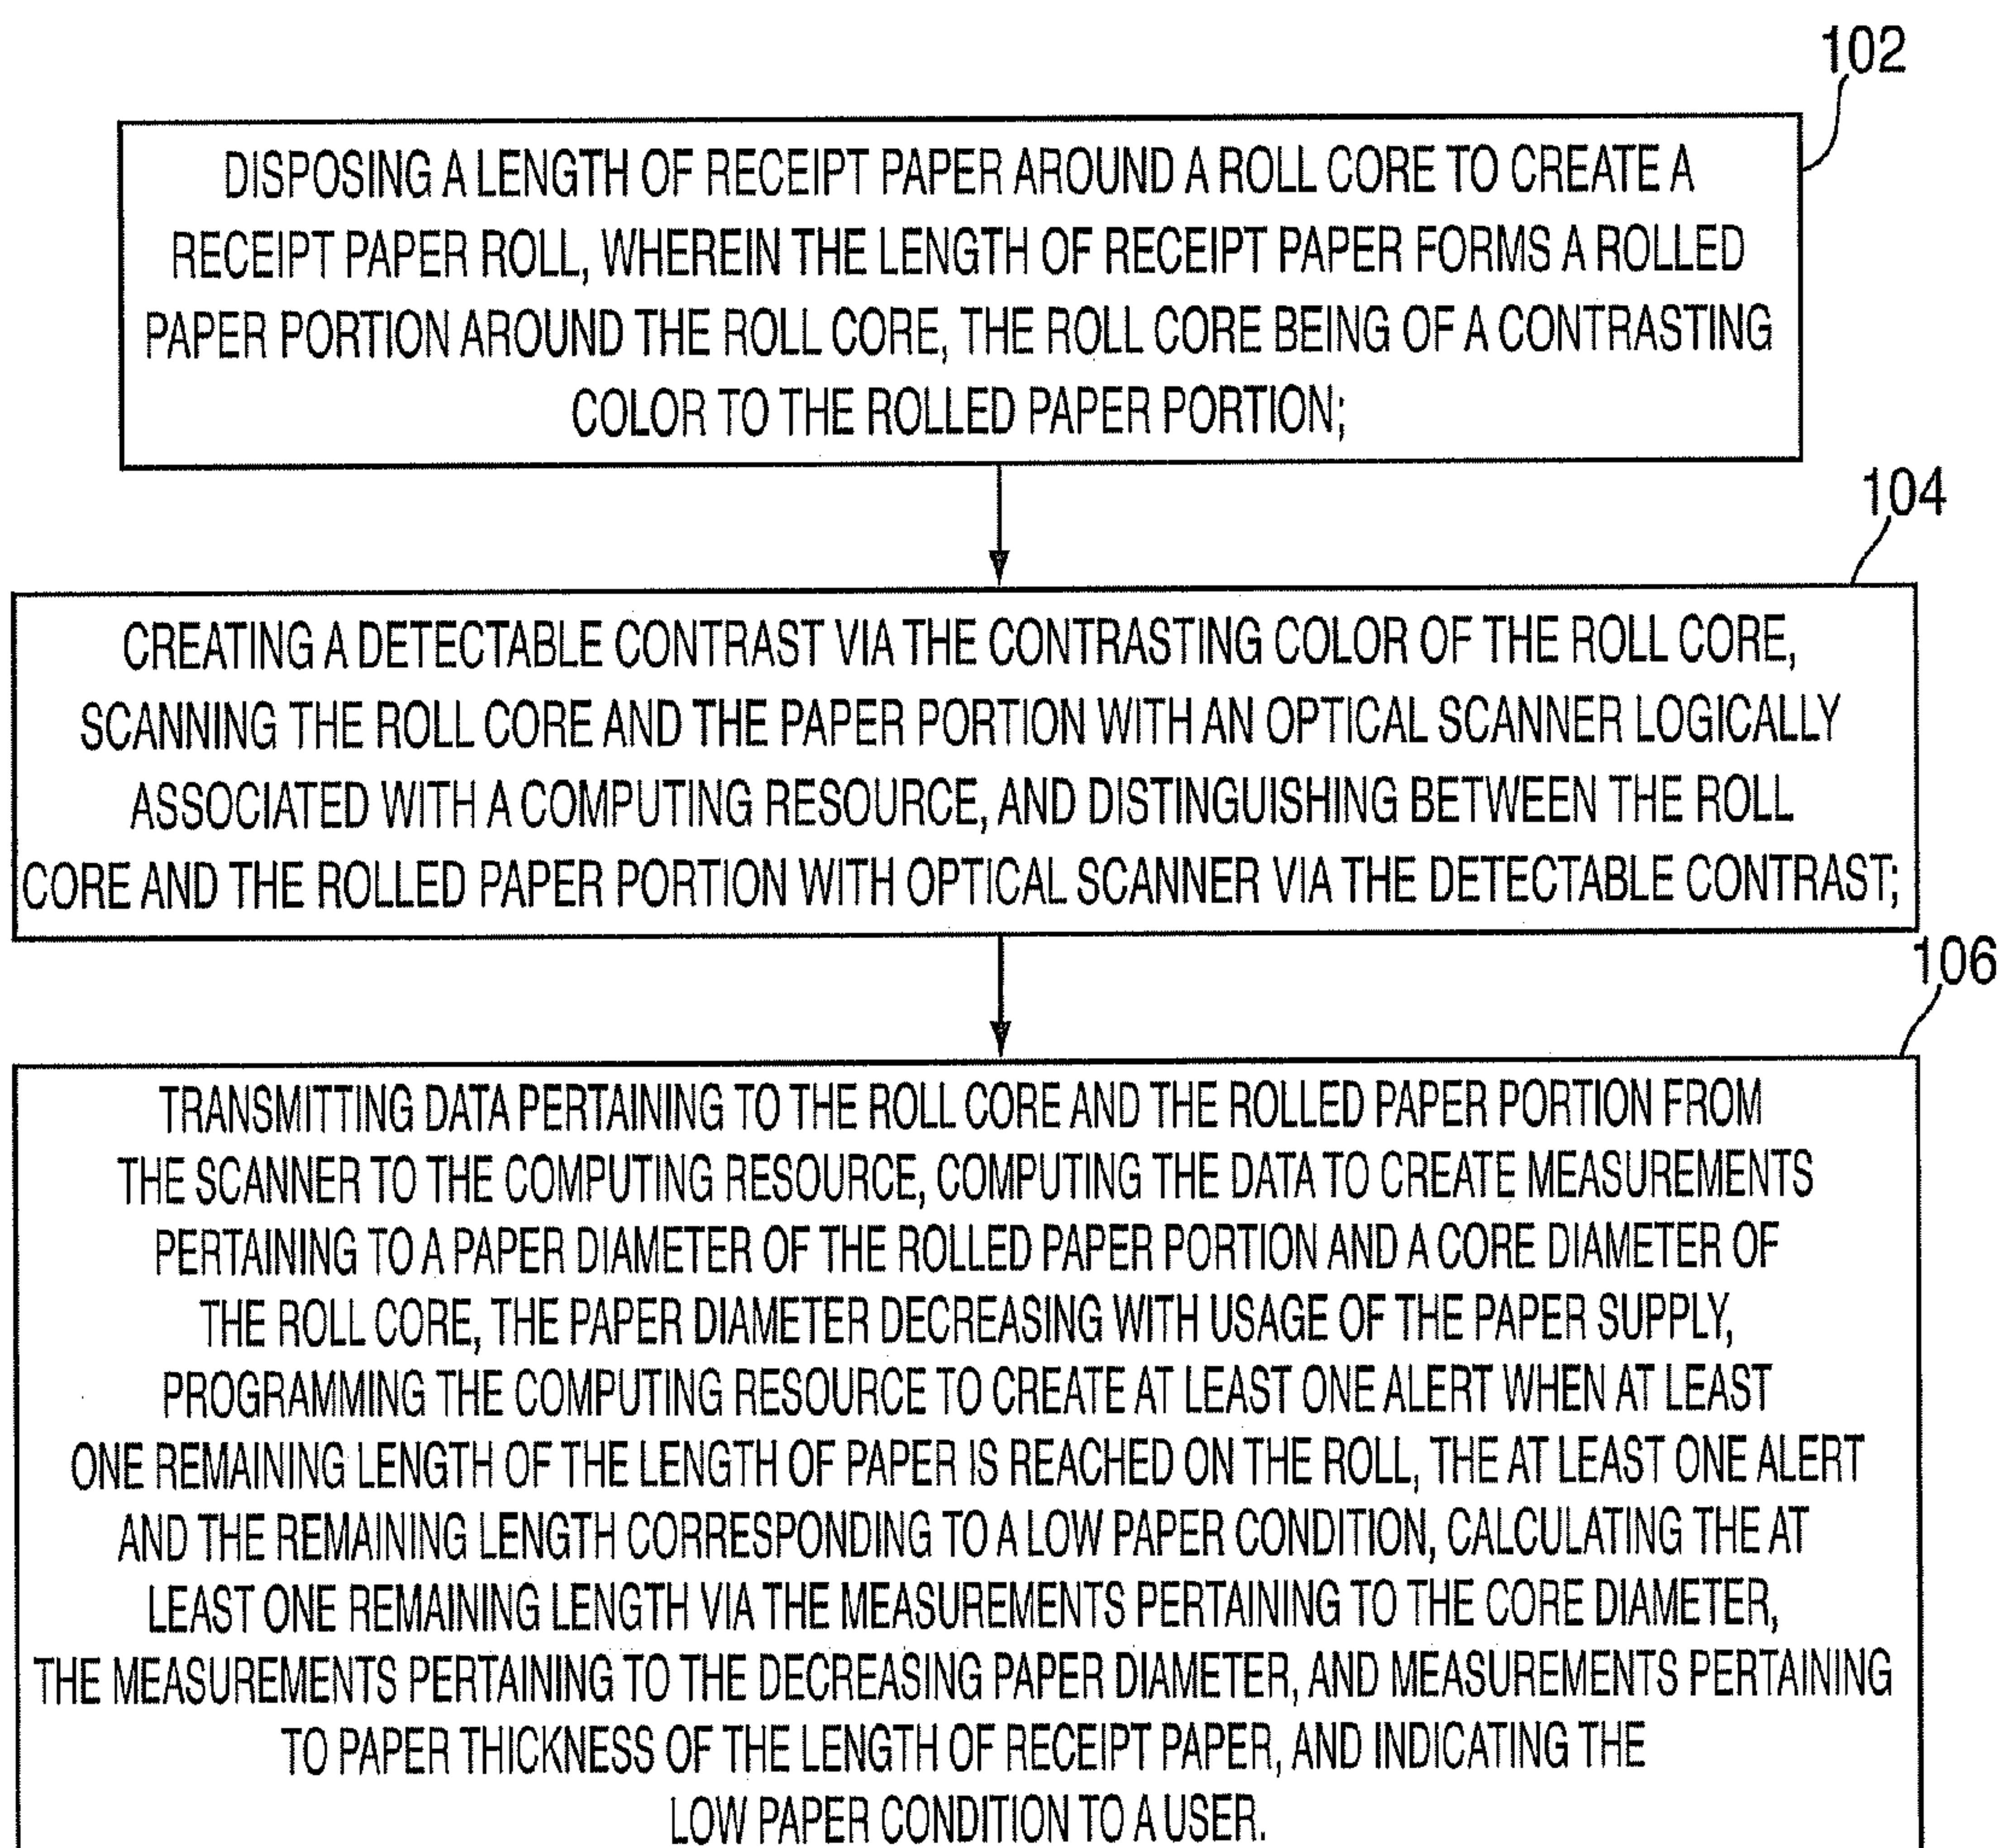 102
DISPOSING A LENGTH OF RECEIPT PAPER AROUND A ROLL CORE TO CREATE A
RECEIPT PAPER ROLL, WHEREIN THE LENGTH OF RECEIPT PAPER FORMS A ROLLED
PAPER PORTION AROUND THE ROLL CORE, THE ROLL CORE BEING OF A CONTRASTING
COLOR TO THE ROLLED PAPER PORTION;
104
CREATING A DETECTABLE CONTRAST VIA THE CONTRASTING COLOR OF THE ROLL CORE,
SCANNING THE ROLL CORE AND THE PAPER PORTION WITH AN OPTICAL SCANNER LOGICALLY
ASSOCIATED WITH A COMPUTING RESOURCE, AND DISTINGUISHING BETWEEN THE ROLL
CORE AND THE ROLLED PAPER PORTION WITH OPTICAL SCANNER VIA THE DETECTABLE CONTRAST;
106
TRANSMITTING DATA PERTAINING TO THE ROLL CORE AND THE ROLLED PAPER PORTION FROM
THE SCANNER TO THE COMPUTING RESOURCE, COMPUTING THE DATA TO CREATE MEASUREMENTS
PERTAINING TO A PAPER DIAMETER OF THE ROLLED PAPER PORTION AND A CORE DIAMETER OF
THE ROLL CORE, THE PAPER DIAMETER DECREASING WITH USAGE OF THE PAPER SUPPLY,
PROGRAMMING THE COMPUTING RESOURCE TO CREATE AT LEAST ONE ALERT WHEN AT LEAST
ONE REMAINING LENGTH OF THE LENGTH OF PAPER IS REACHED ON THE ROLL, THE AT LEAST ONE ALERT
AND THE REMAINING LENGTH CORRESPONDING TO A LOW PAPER CONDITION, CALCULATING THE AT
LEAST ONE REMAINING LENGTH VIA THE MEASUREMENTS PERTAINING TO THE CORE DIAMETER,
THE MEASUREMENTS PERTAINING TO THE DECREASING PAPER DIAMETER, AND MEASUREMENTS PERTAINING
TO PAPER THICKNESS OF THE LENGTH OF RECEIPT PAPER, AND INDICATING THE
LOW PAPER CONDITION TO A USER.